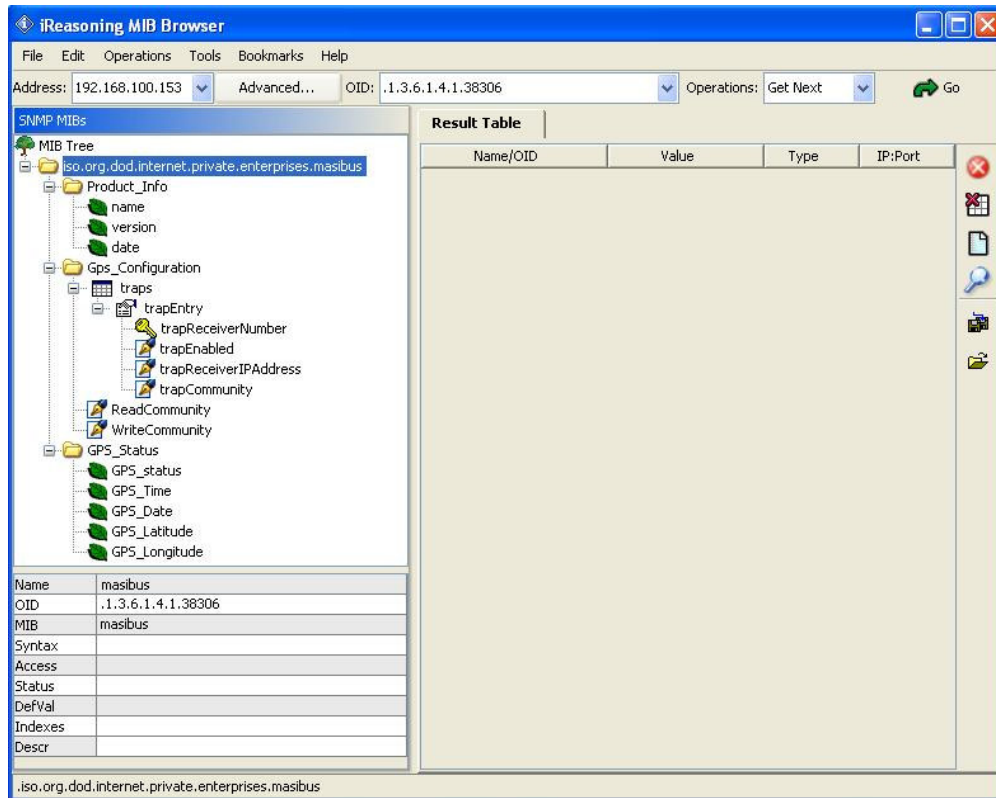 iReasoning MIB Browser
File Edit Operations Tools Bookmarks Help
Address: 192.168.100.153 Advanced... OID: .1.3.6.1.4.1.38306 Operations: Get Next Go
SNMP MIBs
MIB Tree
iso.org.dod.internet.private.enterprises.masibus
Product_Info
name
version
date
Gps_Configuration
traps
trapEntry
trapReceiverNumber
trapEnabled
trapReceiverIPAddress
trapCommunity
ReadCommunity
WriteCommunity
GPS_Status
GPS_status
GPS_Time
GPS_Date
GPS_Latitude
GPS_Longitude
Name masibus
OID .1.3.6.1.4.1.38306
MIB masibus
Syntax
Access
Status
DefVal
Indexes
Descr
Result Table
Name/OID Value Type IP:Port
.iso.org.dod.internet.private.enterprises.masibus